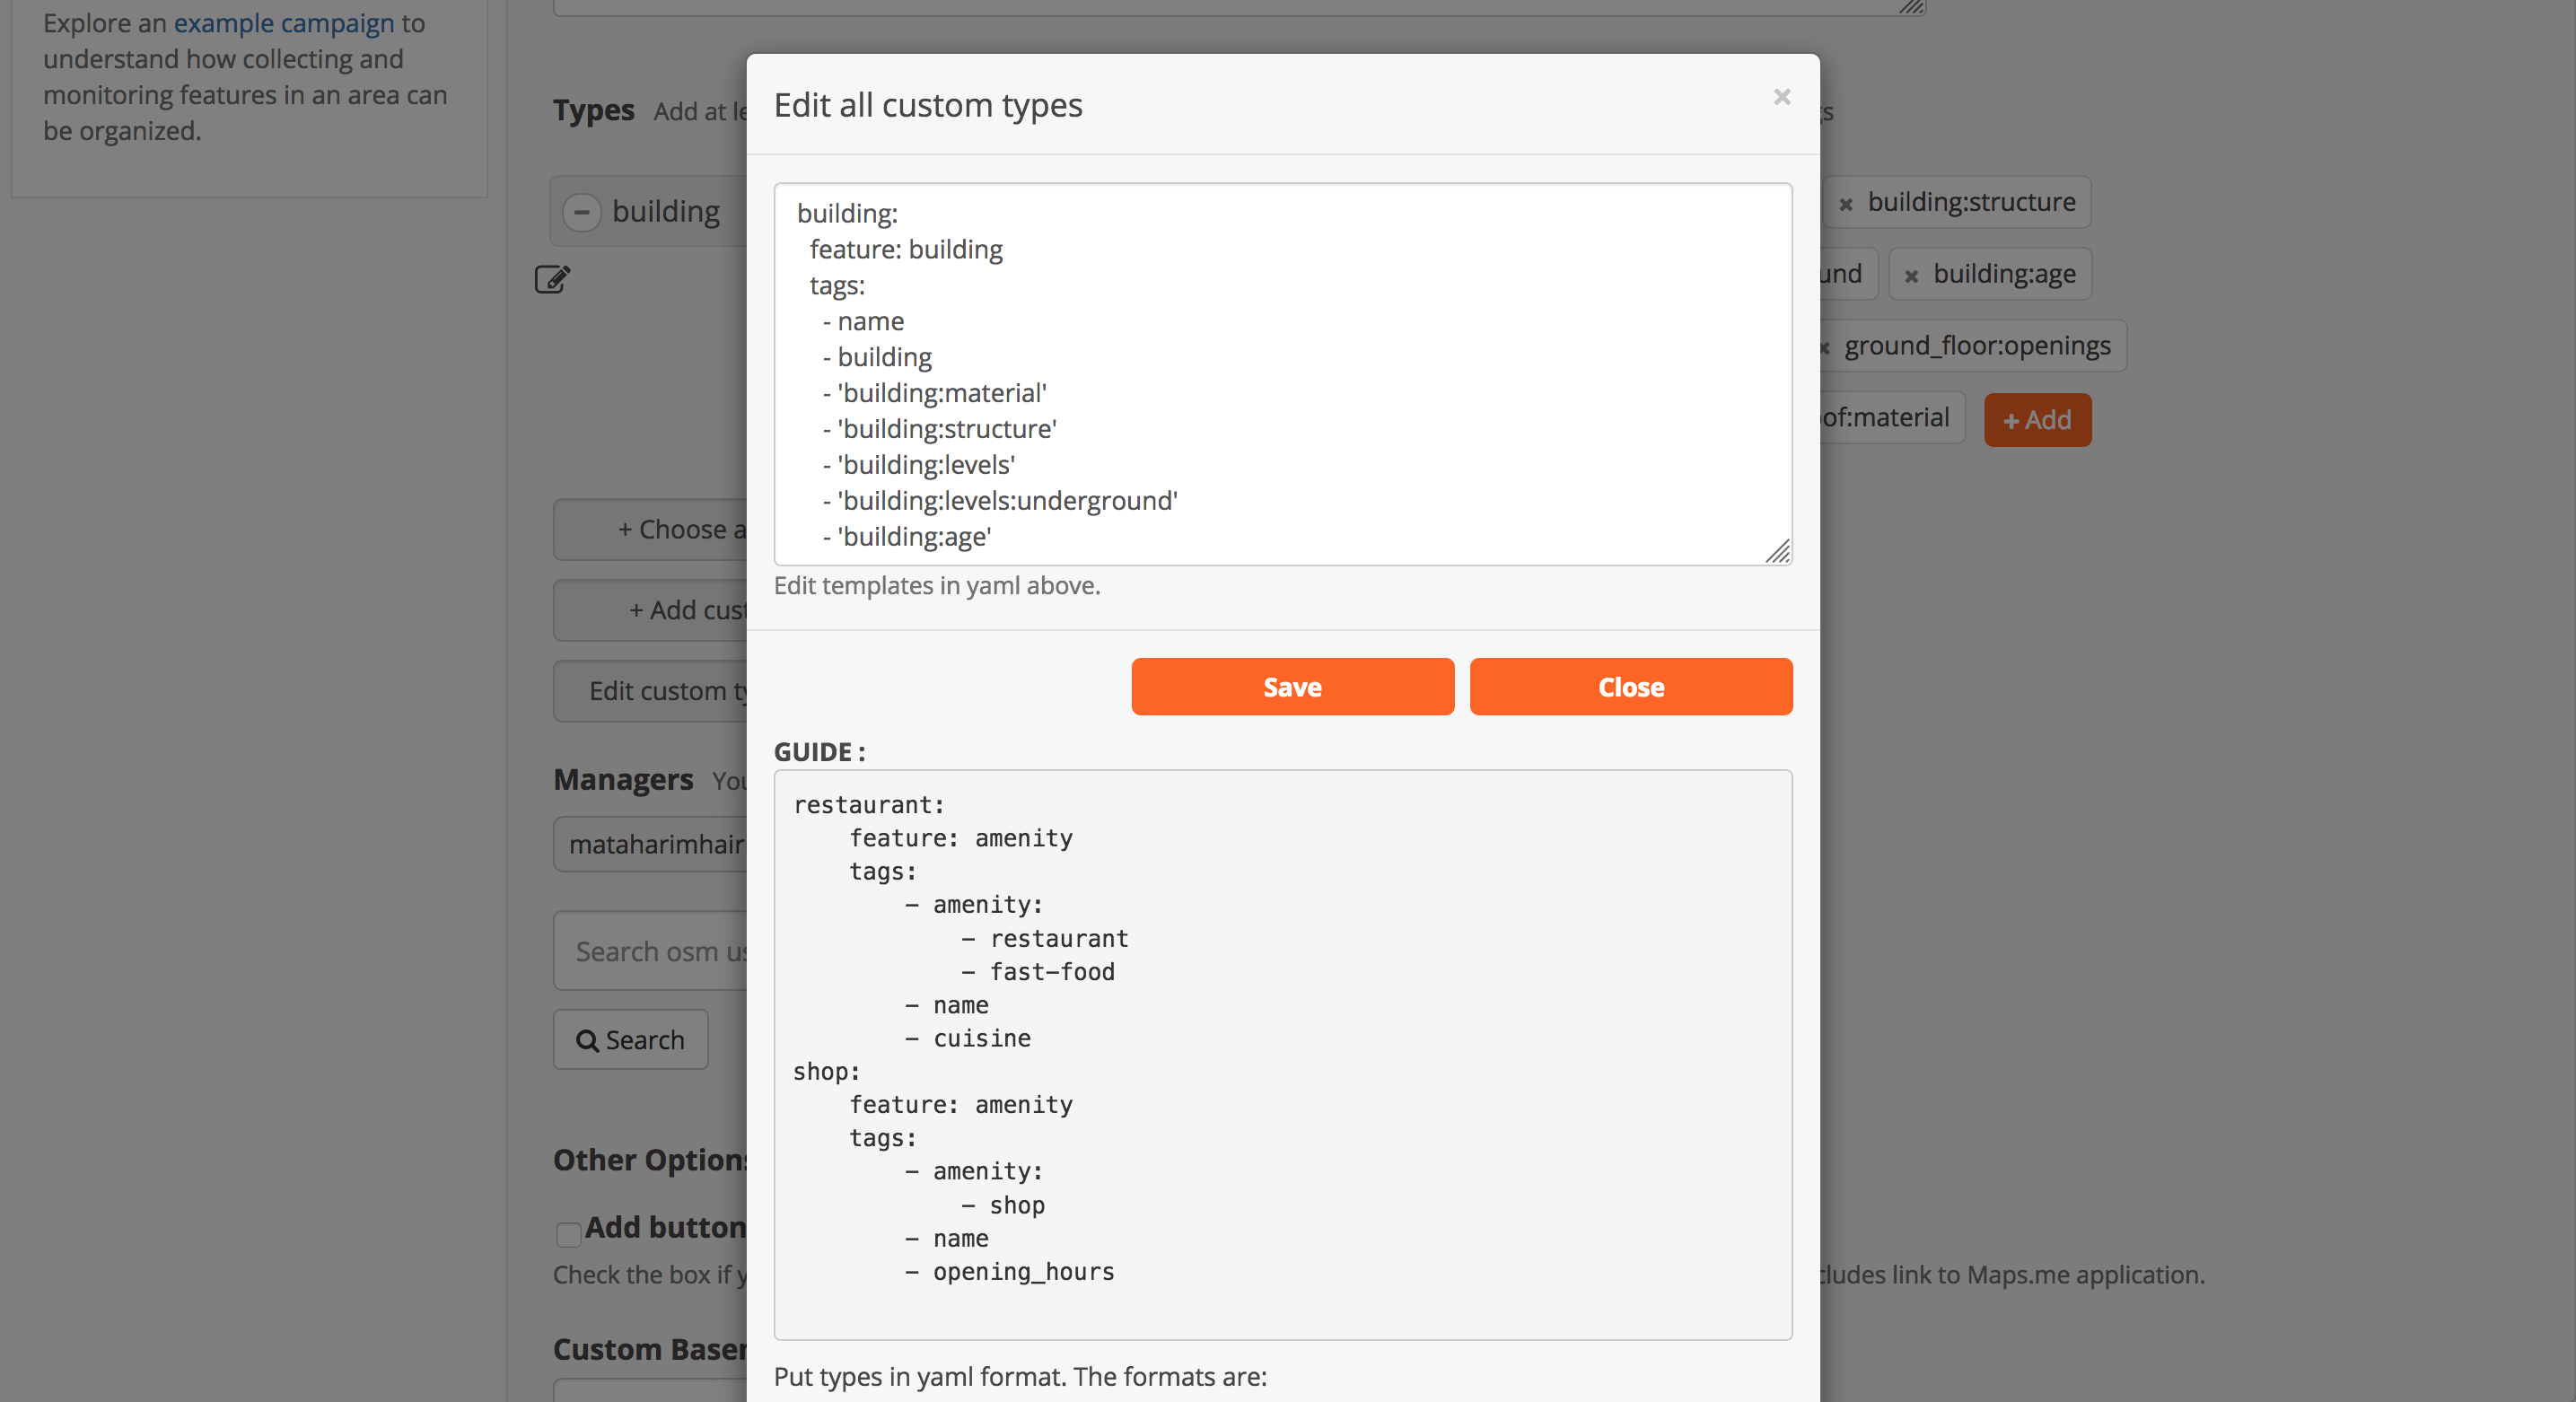 Explore an example campaign to
understand how collecting and
monitoring features in an area can
be organized.
Types Add at
building
+ Choose a
+ Add
Edit custom
Managers
mataharimhair
Search osm
Search
Other Options
Add button
Check the box if
Custom
Edit all custom types
×
building:
feature: building
tags:
- name
- building
- 'building:material'
- 'building:structure'
- 'building:levels'
- 'building:levels:underground'
- 'building:age'
Edit templates in yaml above.
Save
Close
GUIDE :
restaurant:
feature: amenity
tags:
- amenity:
- restaurant
- fast-food
- name
- cuisine
shop:
feature: amenity
tags:
- amenity:
- shop
- name
- opening_hours
Put types in yaml format. The formats are:
× building:structure
und × building:age
× ground_floor:openings
of:material + Add
cludes link to Maps.me application.